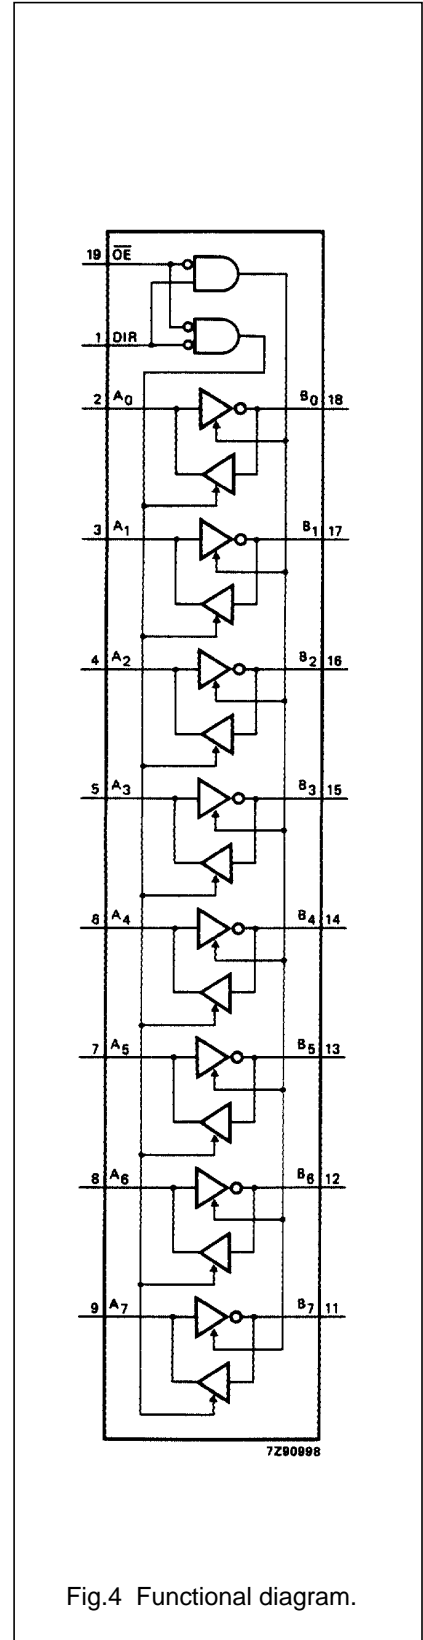 19 O̅E̅
1 DIR
2 A0 B0 18
3 A1 B1 17
4 A2 B2 16
5 A3 B3 15
6 A4 B4 14
7 A5 B5 13
8 A6 B6 12
9 A7 B7 11
7Z90998
Fig.4 Functional diagram.